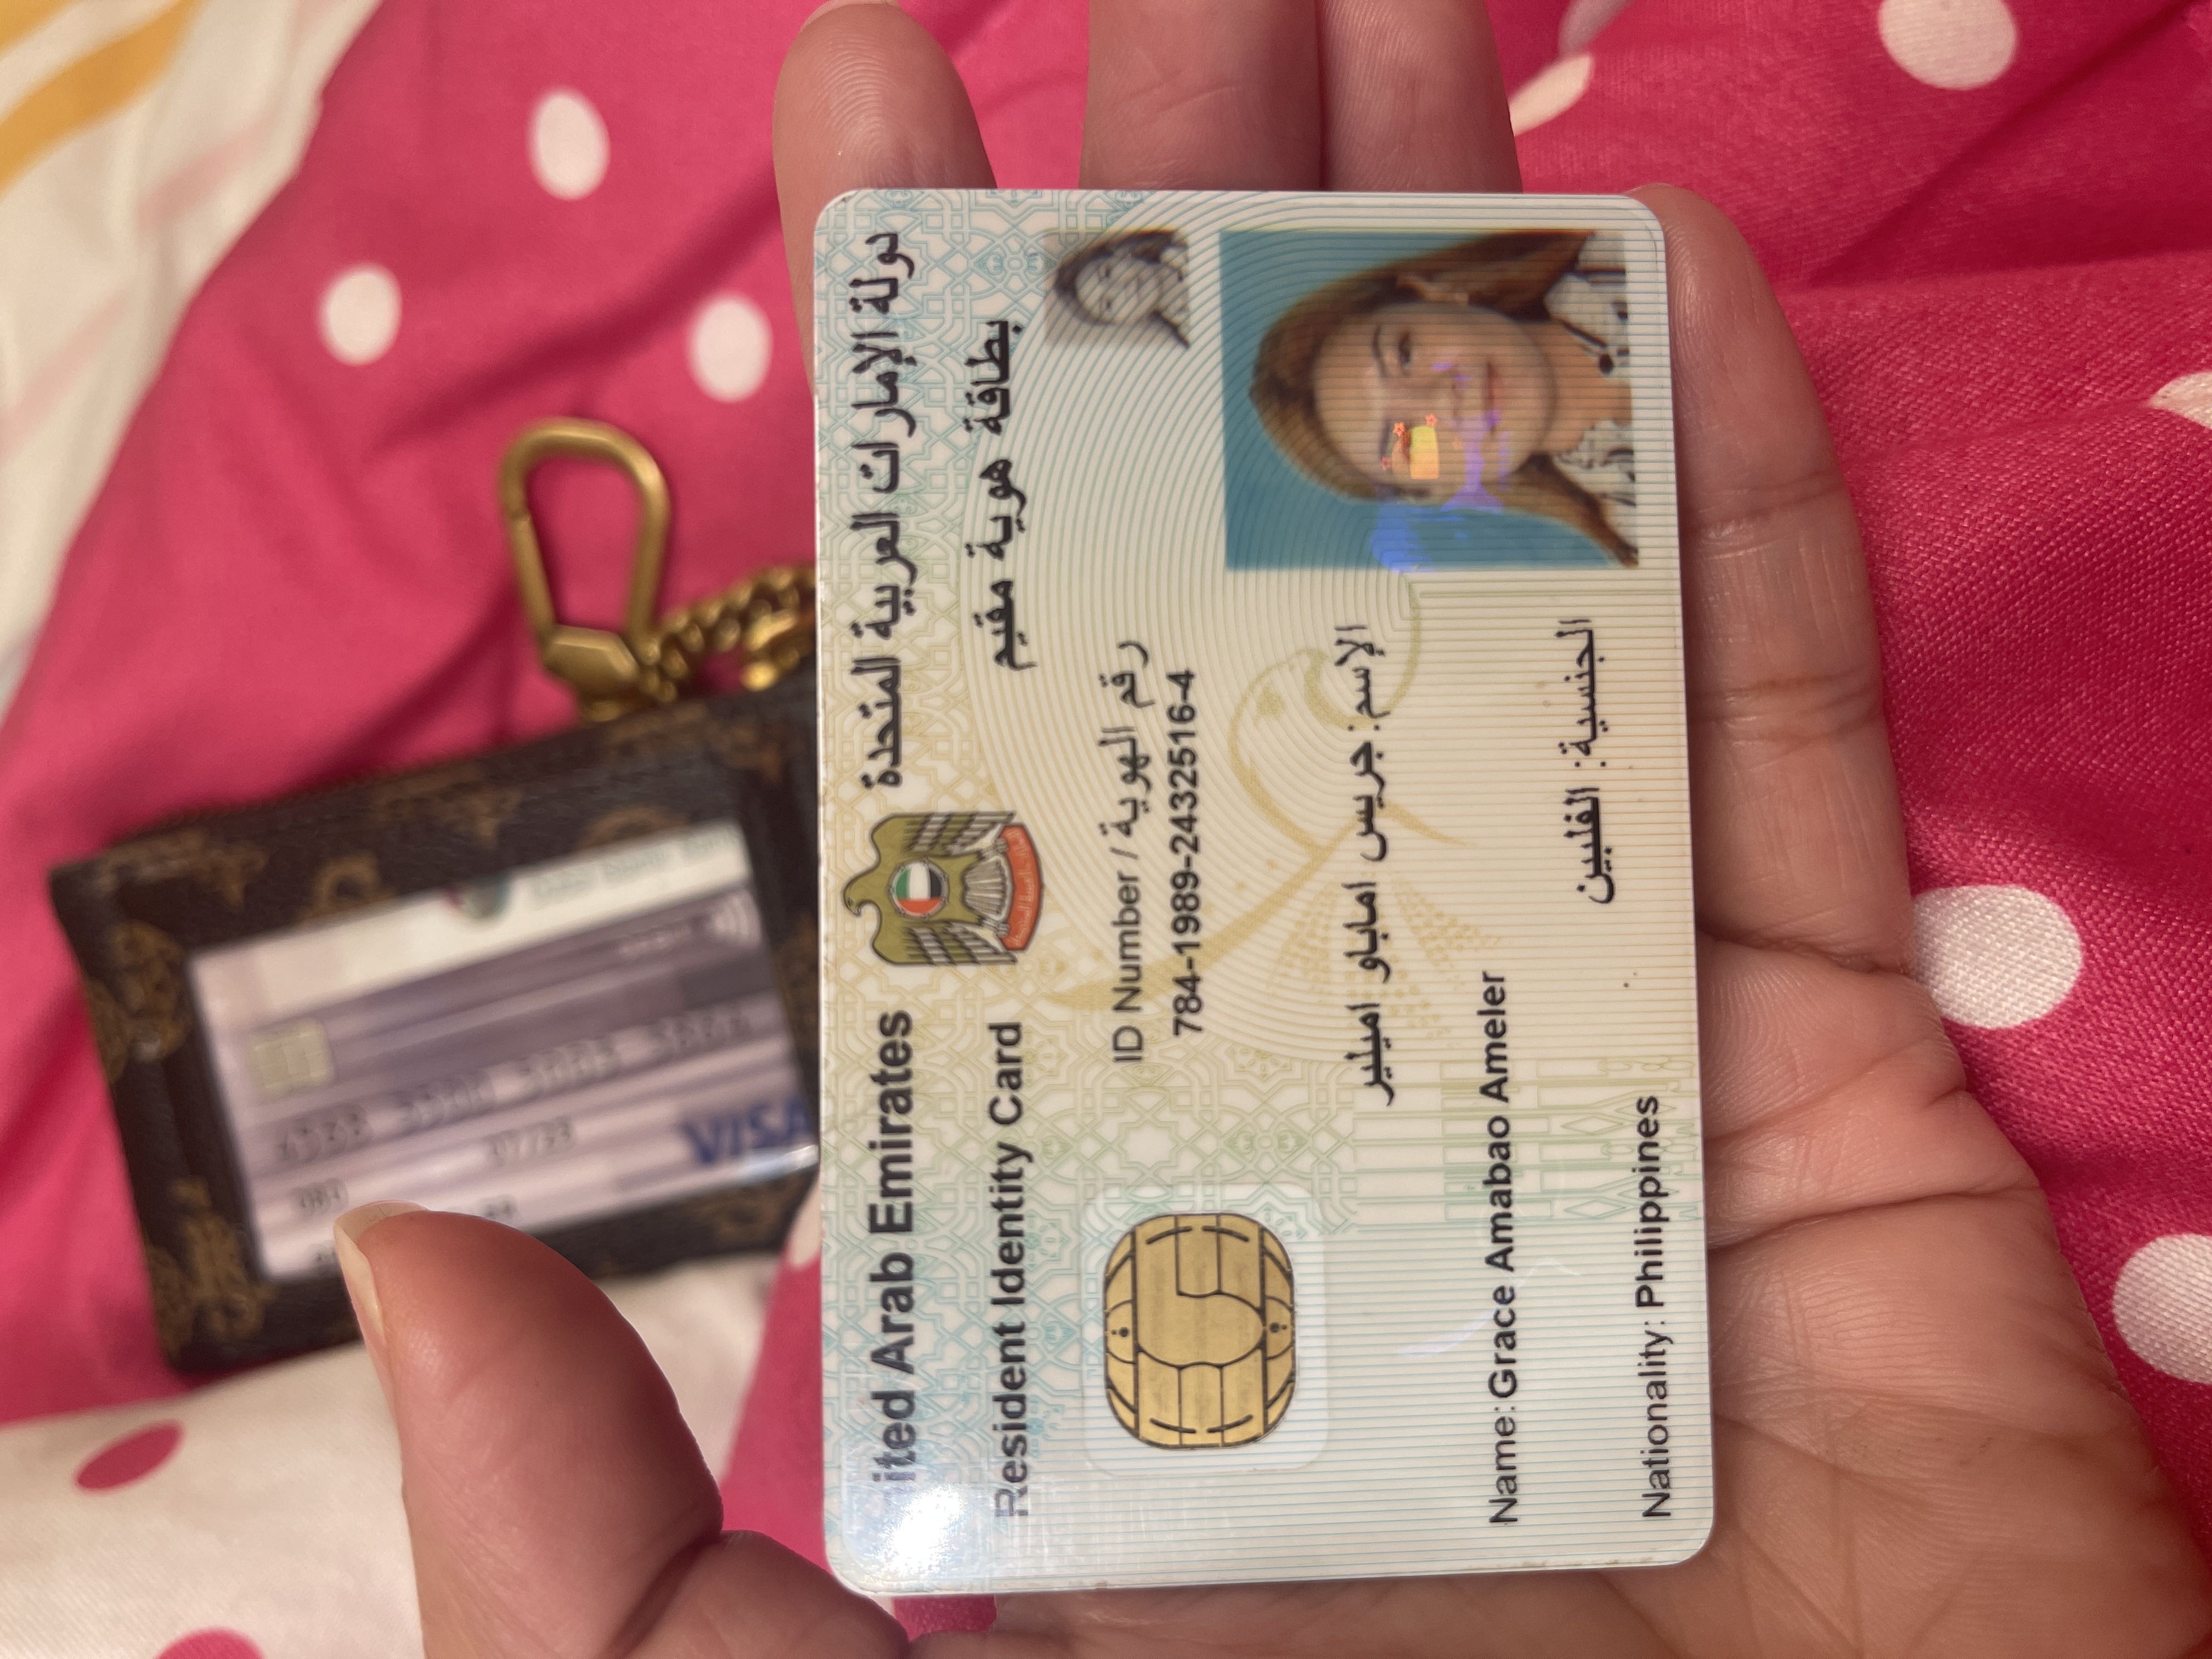 VISA
ited Arab Emirates
دولة الإمارات العربية المتحدة
Resident Identity Card
بطاقة هوية مقيم
ID Number / رقم الهوية
784-1989-2432516-4
الإسم: جريس اماباو اميلير
Name: Grace Amabao Ameler
الجنسية: الفلبين
Nationality: Philippines